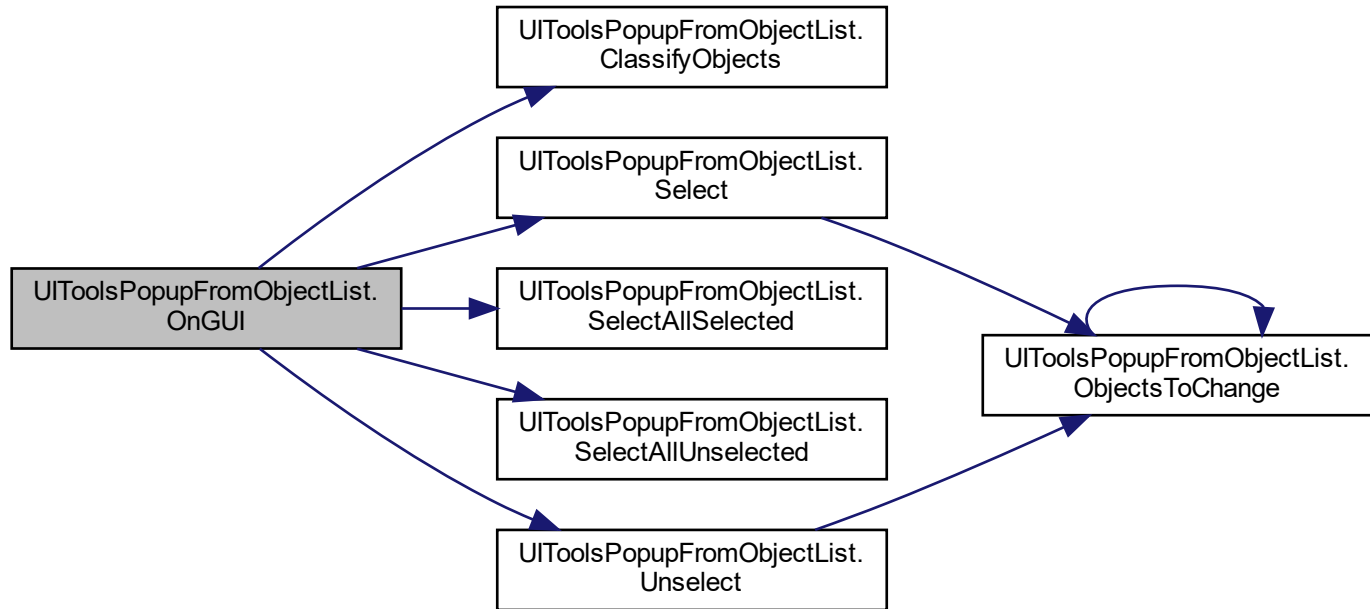 UIToolsPopupFromObjectList.
ClassifyObjects
UIToolsPopupFromObjectList.
Select
UIToolsPopupFromObjectList.
OnGUI
UIToolsPopupFromObjectList.
SelectAllSelected
UIToolsPopupFromObjectList.
ObjectsToChange
UIToolsPopupFromObjectList.
SelectAllUnselected
UIToolsPopupFromObjectList.
Unselect